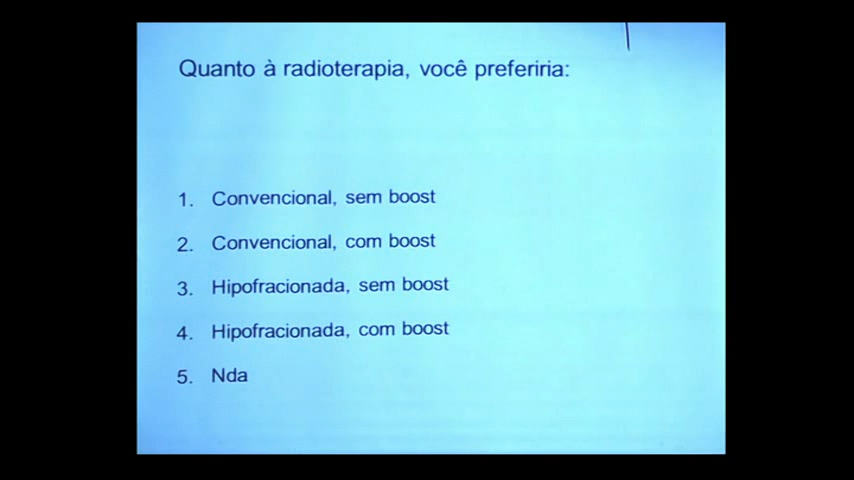 Quanto à radioterapia, você preferiria:
1. Convencional, sem boost
2. Convencional, com boost
3. Hipofracionada, sem boost
4. Hipofracionada, com boost
5. Nda